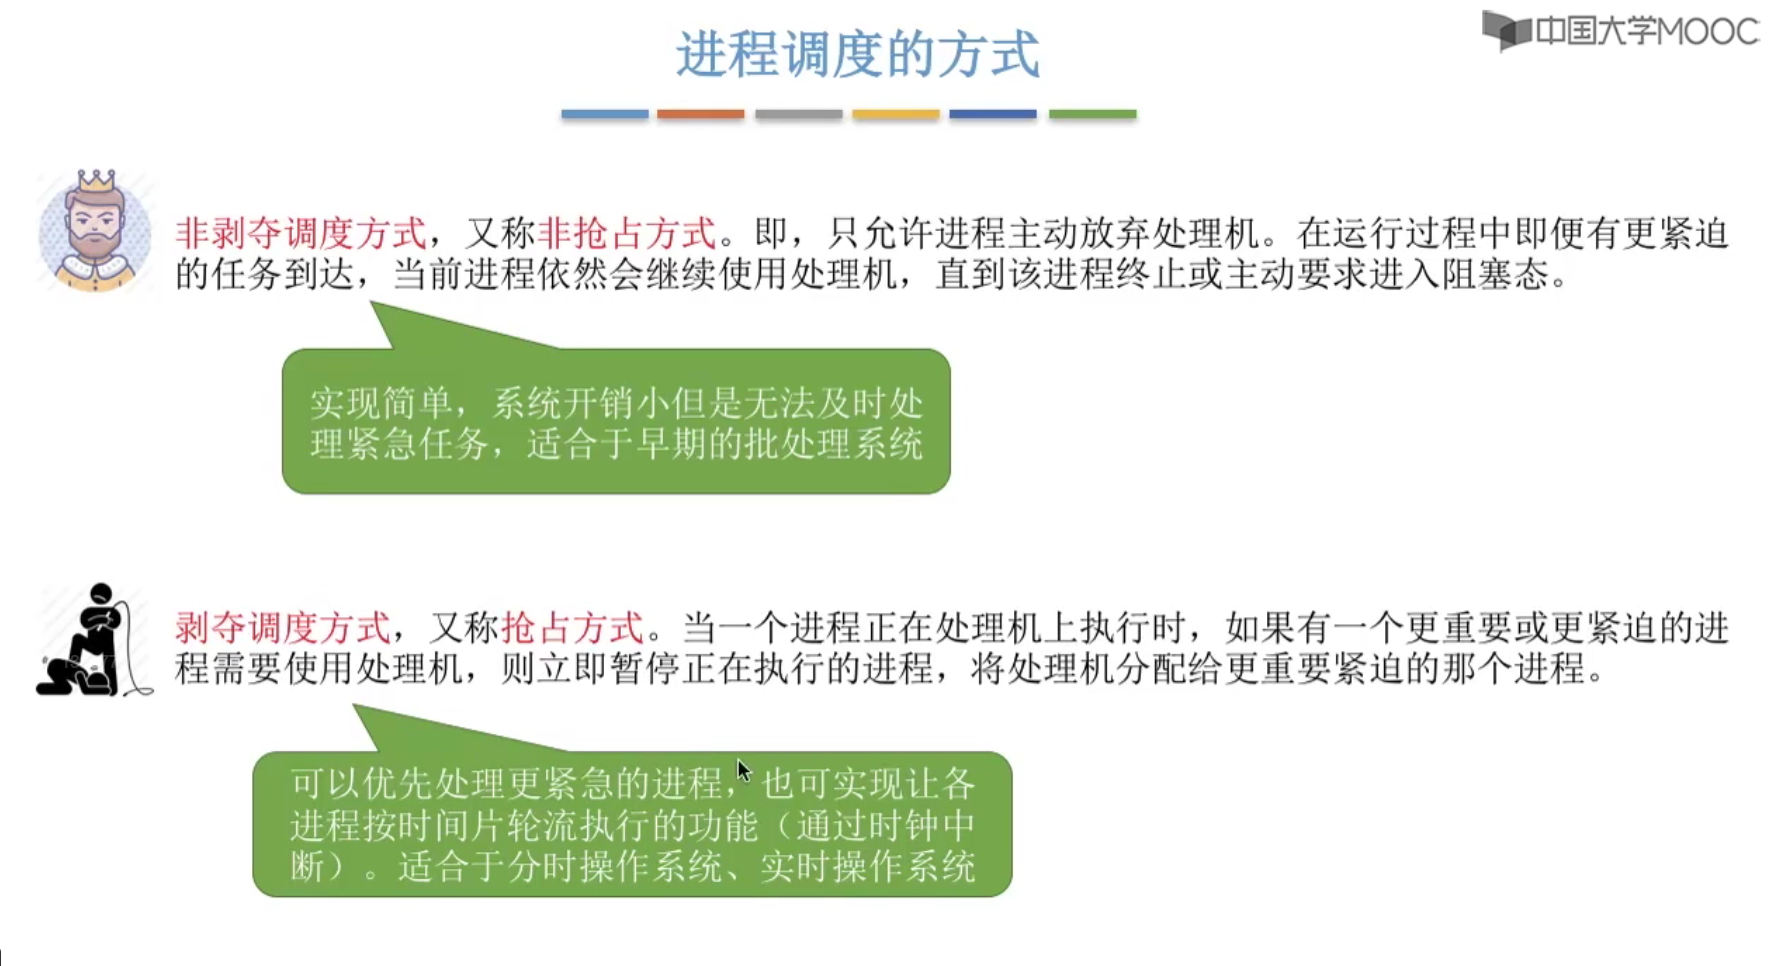 中国大学MOOC
进程调度的方式
非剥夺调度方式，又称非抢占方式。即，只允许进程主动放弃处理机。在运行过程中即便有更紧迫
的任务到达，当前进程依然会继续使用处理机，直到该进程终止或主动要求进入阻塞态。
实现简单，系统开销小但是无法及时处
理紧急任务，适合于早期的批处理系统
剥夺调度方式，又称抢占方式。当一个进程正在处理机上执行时，如果有一个更重要或更紧迫的进
程需要使用处理机，则立即暂停正在执行的进程，将处理机分配给更重要紧迫的那个进程。
可以优先处理更紧急的进程，也可实现让各
进程按时间片轮流执行的功能（通过时钟中
断）。适合于分时操作系统、实时操作系统